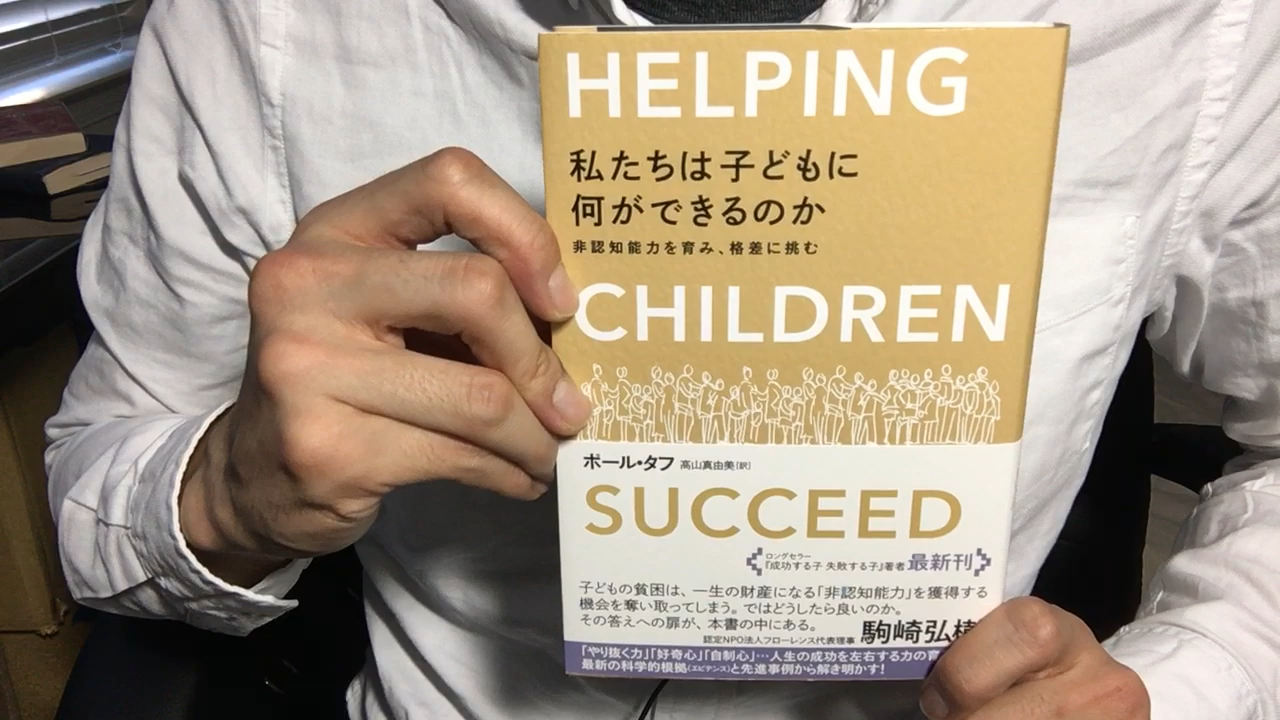 HELPING
私たちは子どもに
何ができるのか
非認知能力を育み、格差に挑む
CHILDREN
ポール・タフ 高山真由美[訳]
SUCCEED
ロングセラー
『成功する子 失敗する子』著者 最新刊
子どもの貧困は、一生の財産になる「非認知能力」を獲得する
機会を奪い取ってしまう。ではどうしたら良いのか。
その答えへの扉が、本書の中にある。
認定NPO法人フローレンス代表理事 駒崎弘樹
「やり抜く力」「好奇心」「自制心」…人生の成功を左右する力の育
最新の科学的根拠(エビデンス)と先進事例から解き明かす!